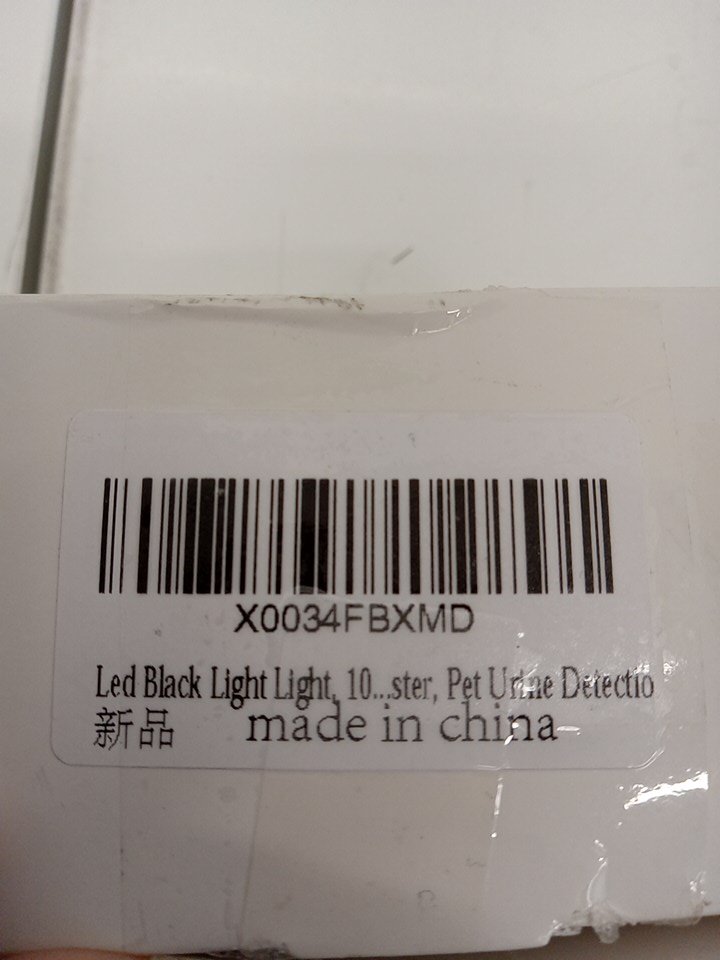 X0034FBXMD
Led Black Light Light, 10...ster, Pet Urine Detectio
新品 made in china